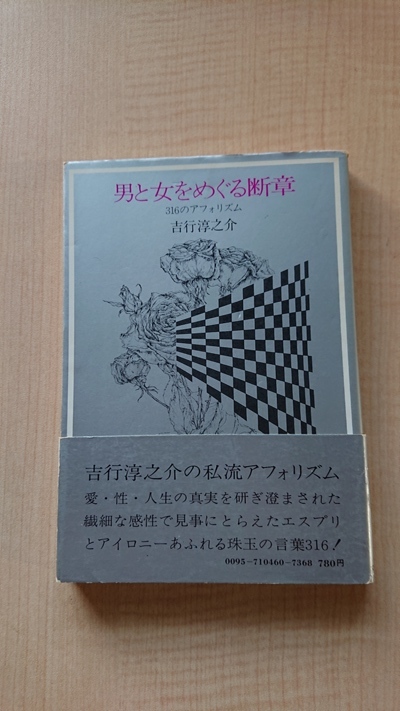 男と女をめぐる断章
316のアフォリズム
吉行淳之介
吉行淳之介の私流アフォリズム
愛・性・人生の真実を研ぎ澄まされた
繊細な感性で見事にとらえたエスプリ
とアイロニーあふれる珠玉の言葉316!
0095-710460-7368 780円